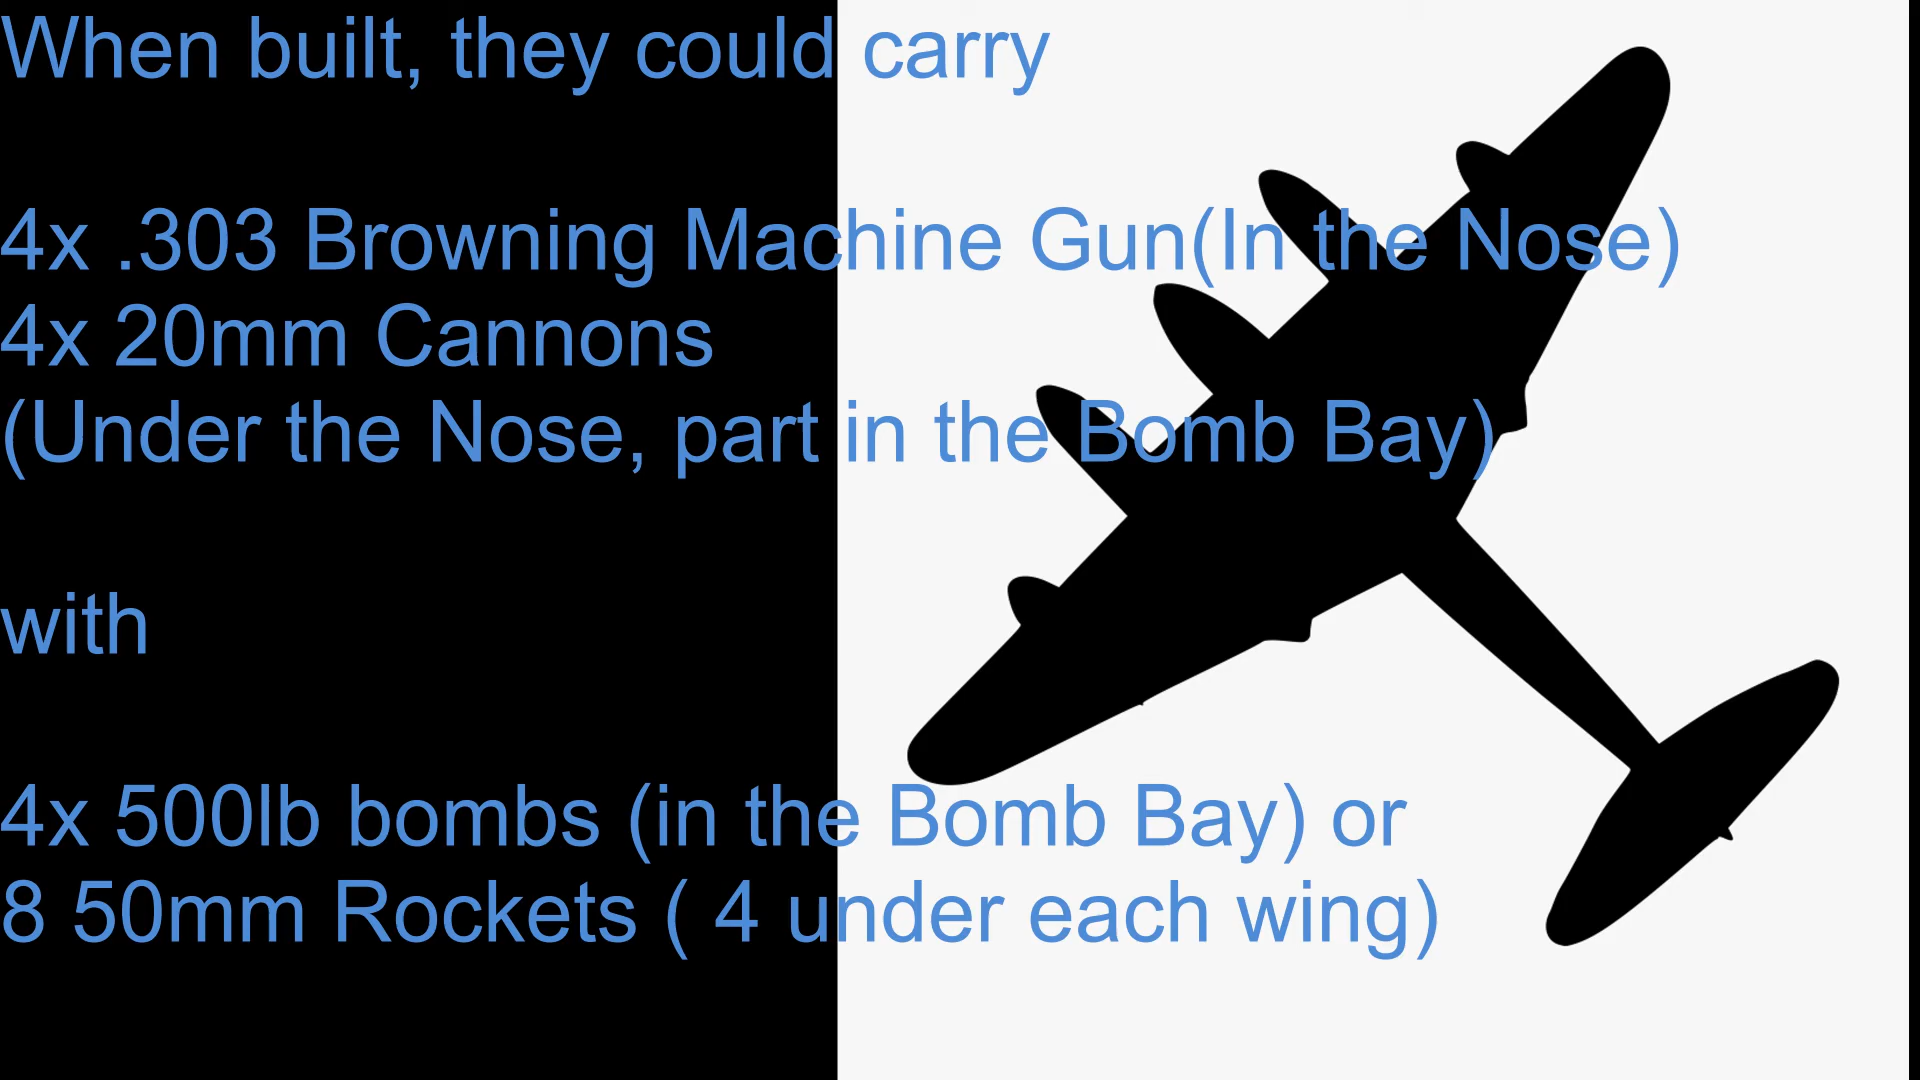 When built, they could carry
4x .303 Browning Machine Gun(In the Nose)
4x 20mm Cannons
(Under the Nose, part in the Bomb Bay)
with
4x 500lb bombs (in the Bomb Bay) or
8 50mm Rockets ( 4 under each wing)